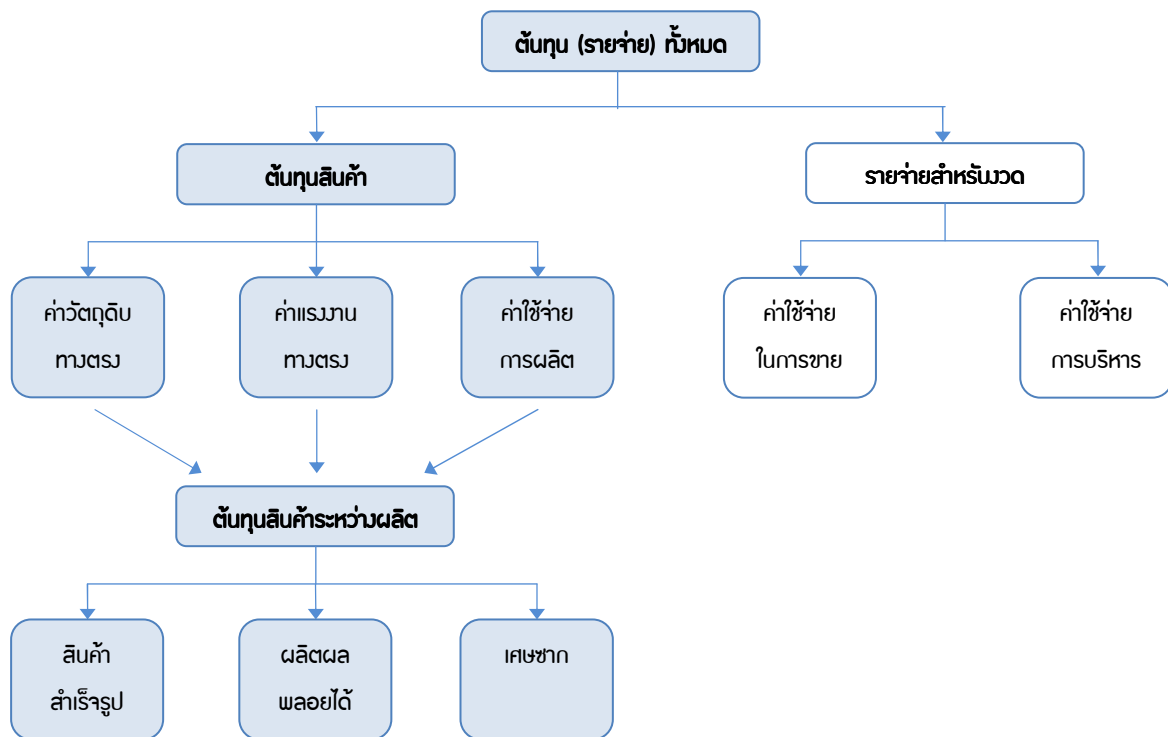 ต้นทุน (รายจ่าย) ทั้งหมด
ต้นทุนสินค้า
รายจ่ายสำหรับงวด
ค่าวัตถุดิบ
ทางตรง
ค่าแรงงาน
ทางตรง
ค่าใช้จ่าย
การผลิต
ค่าใช้จ่าย
ในการขาย
ค่าใช้จ่าย
การบริหาร
ต้นทุนสินค้าระหว่างผลิต
สินค้า
สำเร็จรูป
ผลิตผล
พลอยได้
เศษซาก